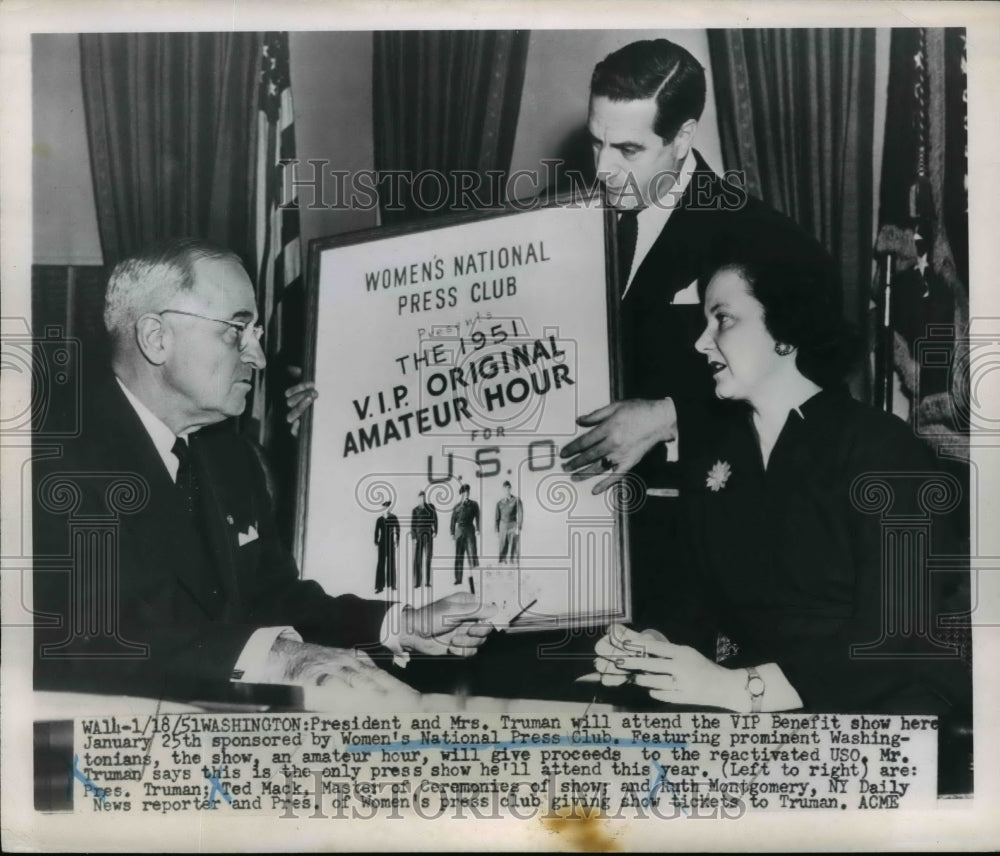 HISTORIC IMAGES
WOMEN'S NATIONAL
PRESS CLUB
Presents
THE 1951
V.I.P. ORIGINAL
AMATEUR HOUR
FOR
U.S.O
WA14-1/18/51WASHINGTON:President and Mrs. Truman will attend the VIP Benefit show here
January 25th sponsored by Women's National Press Club. Featuring prominent Washing-
tonians, the show, an amateur hour, will give proceeds to the reactivated USO. Mr.
Truman says this is the only press show he'll attend this year. (Left to right) are:
Pres. Truman; Ted Mack, Master of Ceremonies of show; and Ruth Montgomery, NY Daily
News reporter and Pres. of Women's press club giving show tickets to Truman. ACME
HISTORIC IMAGES